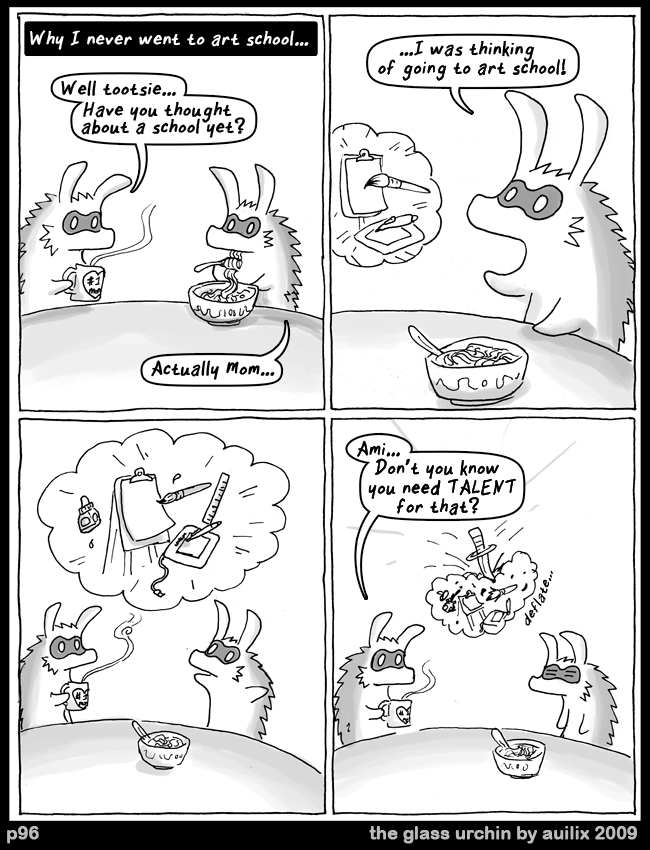 Why I never went to art school...
Well tootsie...
Have you thought
about a school yet?
#1
Mom
Actually Mom...
...I was thinking
of going to art school!
Ami...
Don't you know
you need TALENT
for that?
deflate...
p96
the glass urchin by auilix 2009